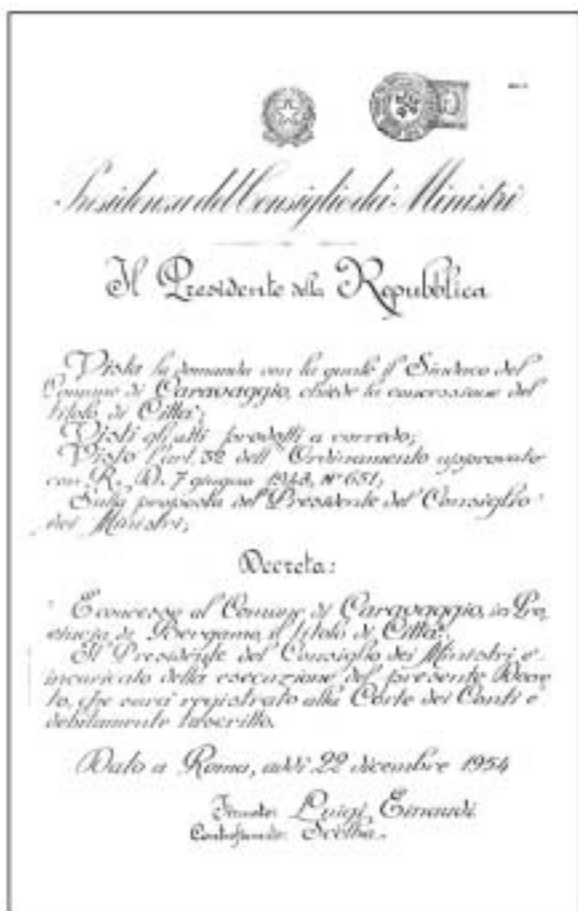 Presidenza del Consiglio dei Ministri
Il Presidente della Repubblica
Vista la domanda con la quale il Sindaco del
Comune di Caravaggio, chiede la concessione del
titolo di Città;
Visti gli atti prodotti a corredo;
Visto l'art. 32 dell'Ordinamento approvato
con R. D. 7 giugno 1943, N° 651;
Sulla proposta del Presidente del Consiglio
dei Ministri;
Decreta:
E' concesso al Comune di Caravaggio, in Pro-
vincia di Bergamo, il titolo di Città.
Il Presidente del Consiglio dei Ministri è
incaricato della esecuzione del presente Decre-
to, che sarà registrato alla Corte dei Conti e
debitamente trascritto.
Dato a Roma, addì 22 dicembre 1954
Firmato: Luigi Einaudi
Controfirmato: Scelba.